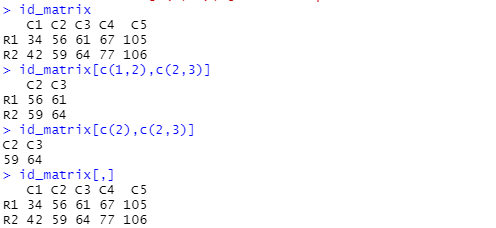 > id_matrix
   C1 C2 C3 C4  C5
R1 34 56 61 67 105
R2 42 59 64 77 106
> id_matrix[c(1,2),c(2,3)]
   C2 C3
R1 56 61
R2 59 64
> id_matrix[c(2),c(2,3)]
C2 C3
59 64
> id_matrix[,]
   C1 C2 C3 C4  C5
R1 34 56 61 67 105
R2 42 59 64 77 106